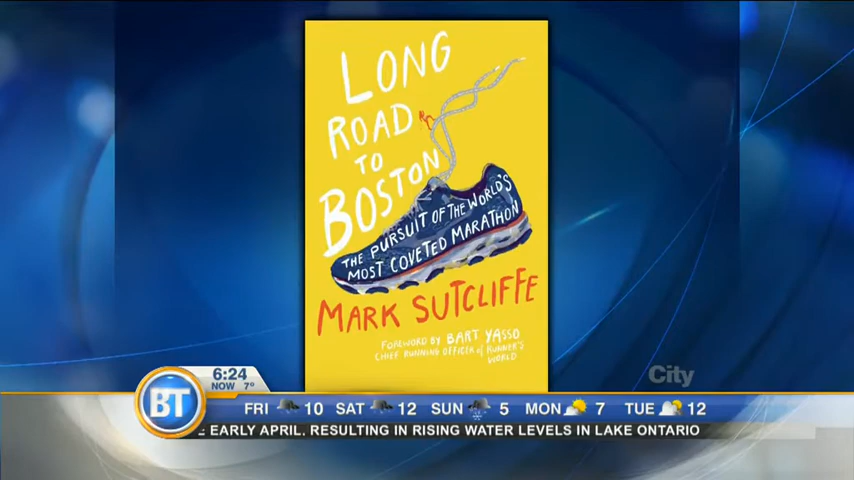 LONG
ROAD
TO
BOSTON
THE PURSUIT OF THE WORLD'S
MOST COVETED MARATHON
MARK SUTCLIFFE
FOREWORD BY BART YASSO
CHIEF RUNNING OFFICER of RUNNER'S
WORLD
City
6:24
NOW 7°
BT
FRI 10 SAT 12 SUN 5 MON 7 TUE 12
EARLY APRIL, RESULTING IN RISING WATER LEVELS IN LAKE ONTARIO